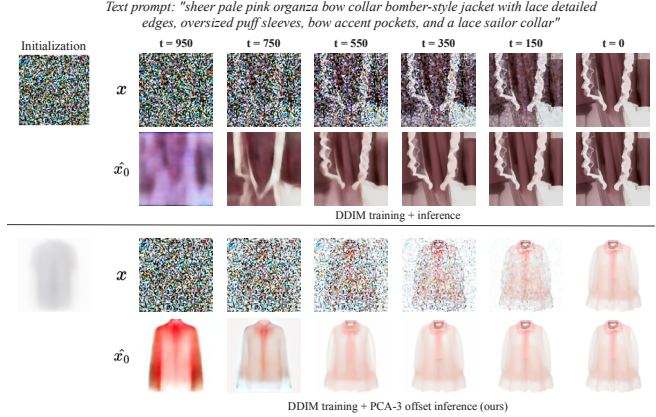 Text prompt: "sheer pale pink organza bow collar bomber-style jacket with lace detailed
edges, oversized puff sleeves, bow accent pockets, and a lace sailor collar"
Initialization
t = 950 t = 750 t = 550 t = 350 t = 150 t = 0
x
x̂₀
DDIM training + inference
x
x̂₀
DDIM training + PCA-3 offset inference (ours)